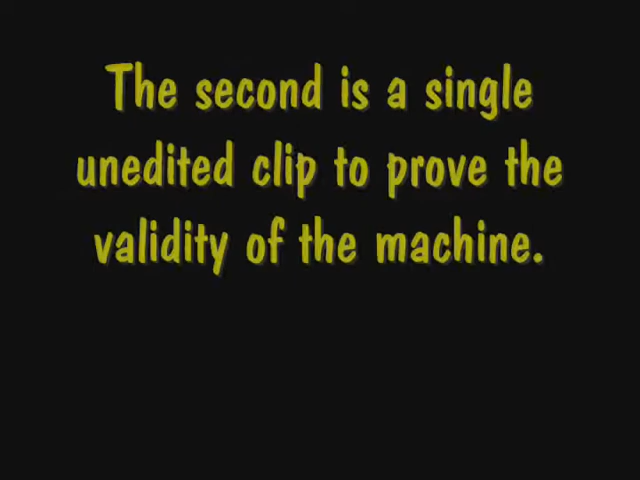 The second is a single
unedited clip to prove the
validity of the machine.